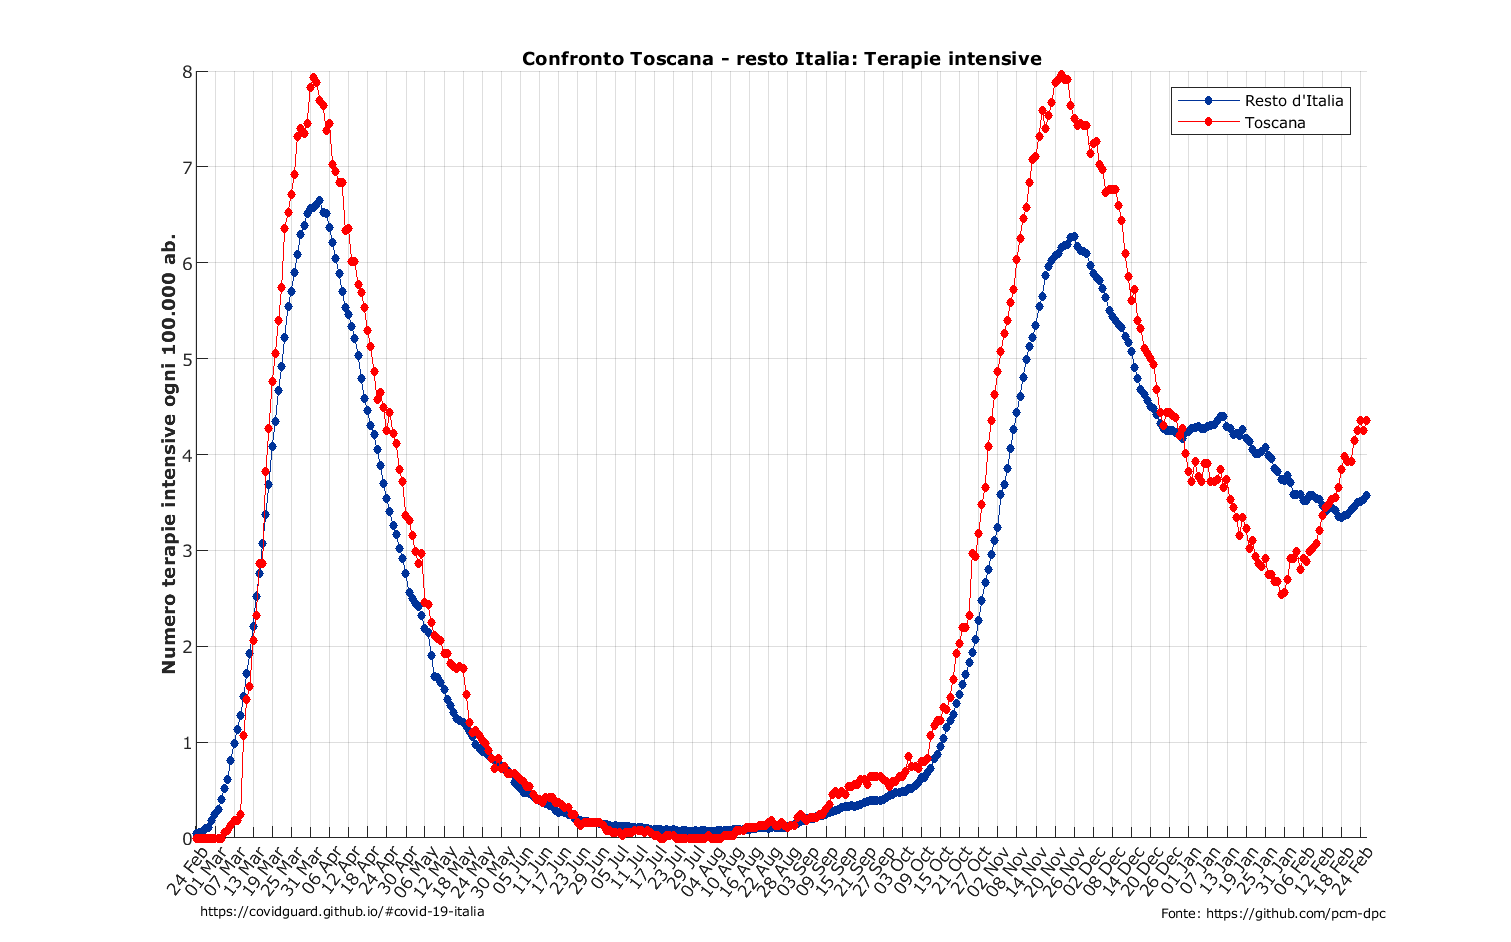 Confronto Toscana - resto Italia: Terapie intensive
Numero terapie intensive ogni 100.000 ab.
8
7
6
5
4
3
2
1
0
Resto d'Italia
Toscana
24 Feb
01 Mar
07 Mar
13 Mar
19 Mar
25 Mar
31 Mar
06 Apr
12 Apr
18 Apr
24 Apr
30 Apr
06 May
12 May
18 May
24 May
30 May
05 Jun
11 Jun
17 Jun
23 Jun
29 Jun
05 Jul
11 Jul
17 Jul
23 Jul
29 Jul
04 Aug
10 Aug
16 Aug
22 Aug
28 Aug
03 Sep
09 Sep
15 Sep
21 Sep
27 Sep
03 Oct
09 Oct
15 Oct
21 Oct
27 Oct
02 Nov
08 Nov
14 Nov
20 Nov
26 Nov
02 Dec
08 Dec
14 Dec
20 Dec
26 Dec
01 Jan
07 Jan
13 Jan
19 Jan
25 Jan
31 Jan
06 Feb
12 Feb
18 Feb
24 Feb
https://covidguard.github.io/#covid-19-italia
Fonte: https://github.com/pcm-dpc